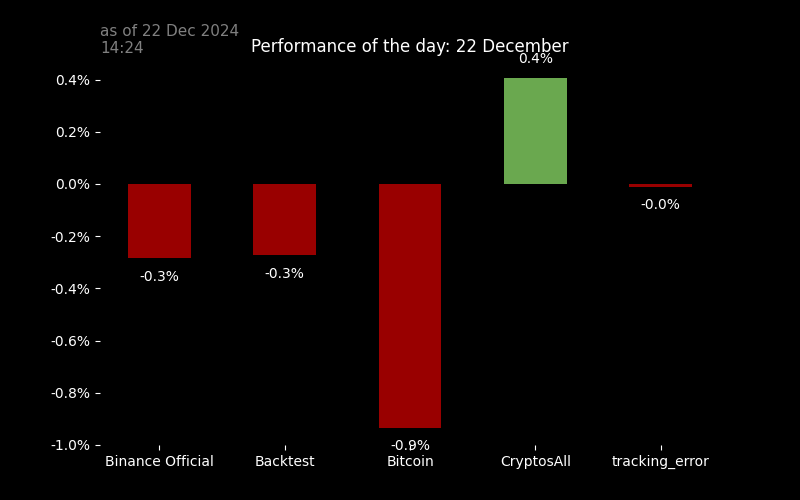 as of 22 Dec 2024
14:24
Performance of the day: 22 December
0.4%
0.4%
0.2%
0.0%
-0.0%
-0.2%
-0.3%
-0.3%
-0.4%
-0.6%
-0.8%
-1.0%
-0.9%
Binance Official
Backtest
Bitcoin
CryptosAll
tracking_error